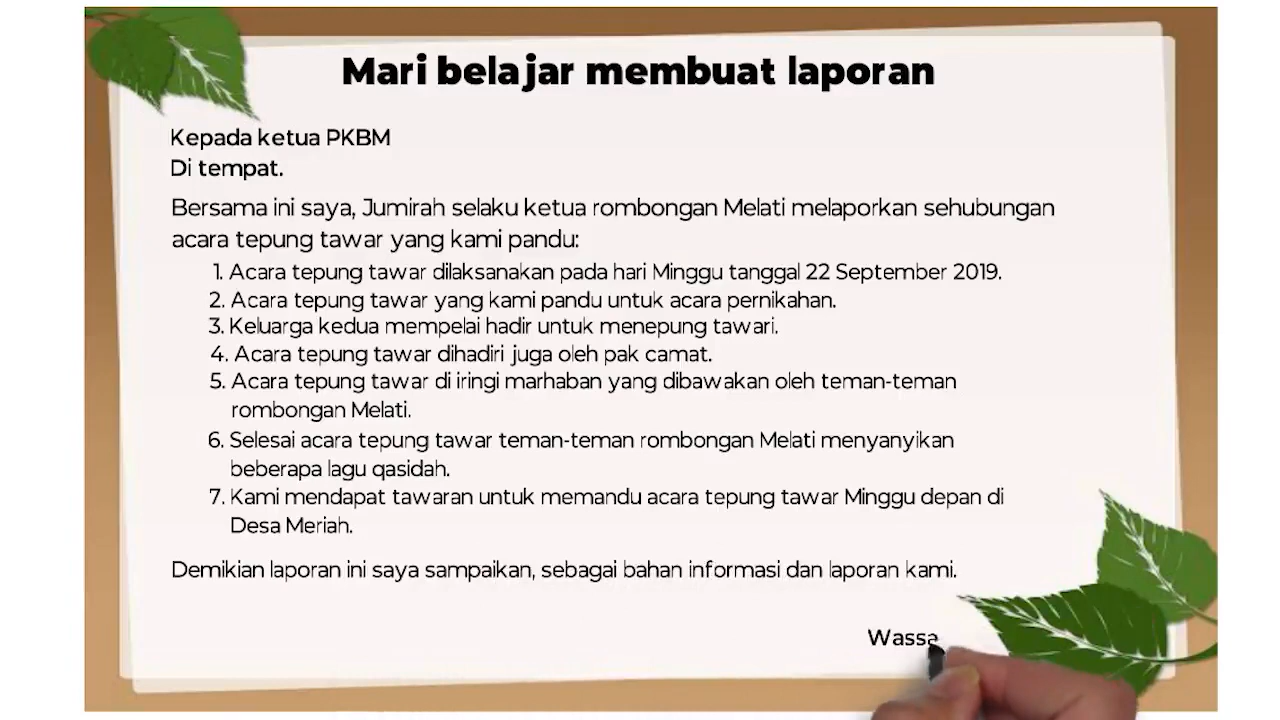 Mari belajar membuat laporan
Kepada ketua PKBM
Di tempat.
Bersama ini saya, Jumirah selaku ketua rombongan Melati melaporkan sehubungan
acara tepung tawar yang kami pandu:
1. Acara tepung tawar dilaksanakan pada hari Minggu tanggal 22 September 2019.
2. Acara tepung tawar yang kami pandu untuk acara pernikahan.
3. Keluarga kedua mempelai hadir untuk menepung tawari.
4. Acara tepung tawar dihadiri juga oleh pak camat.
5. Acara tepung tawar di iringi marhaban yang dibawakan oleh teman-teman
rombongan Melati.
6. Selesai acara tepung tawar teman-teman rombongan Melati menyanyikan
beberapa lagu qasidah.
7. Kami mendapat tawaran untuk memandu acara tepung tawar Minggu depan di
Desa Meriah.
Demikian laporan ini saya sampaikan, sebagai bahan informasi dan laporan kami.
Wassa